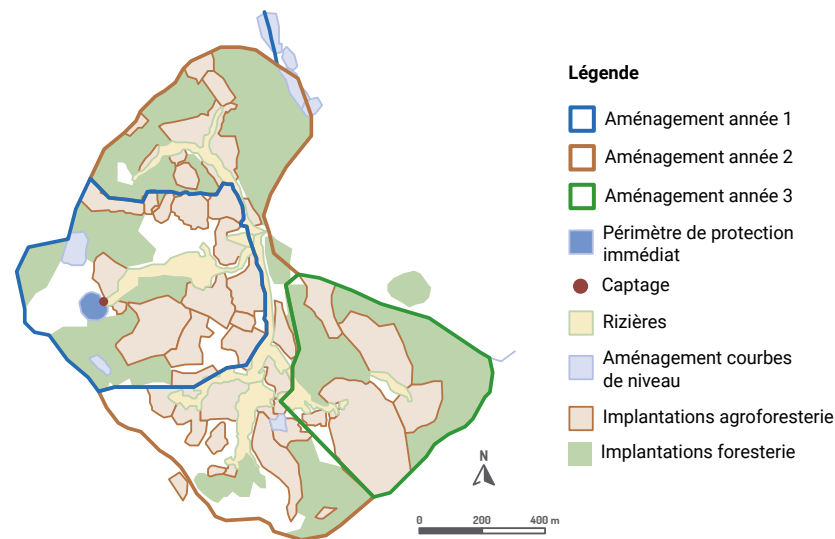 Légende
Aménagement année 1
Aménagement année 2
Aménagement année 3
Périmètre de protection
immédiat
Captage
Rizières
Aménagement courbes
de niveau
Implantations agroforesterie
Implantations foresterie
N
0 200 400 m